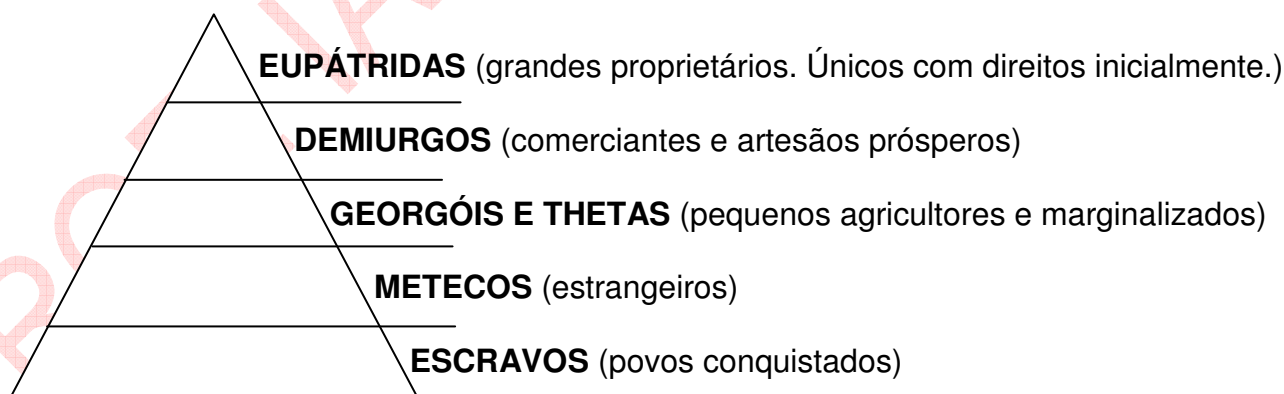 EUPÁTRIDAS (grandes proprietários. Únicos com direitos inicialmente.)
DEMIURGOS (comerciantes e artesãos prósperos)
GEORGÓIS E THETAS (pequenos agricultores e marginalizados)
METECOS (estrangeiros)
ESCRAVOS (povos conquistados)